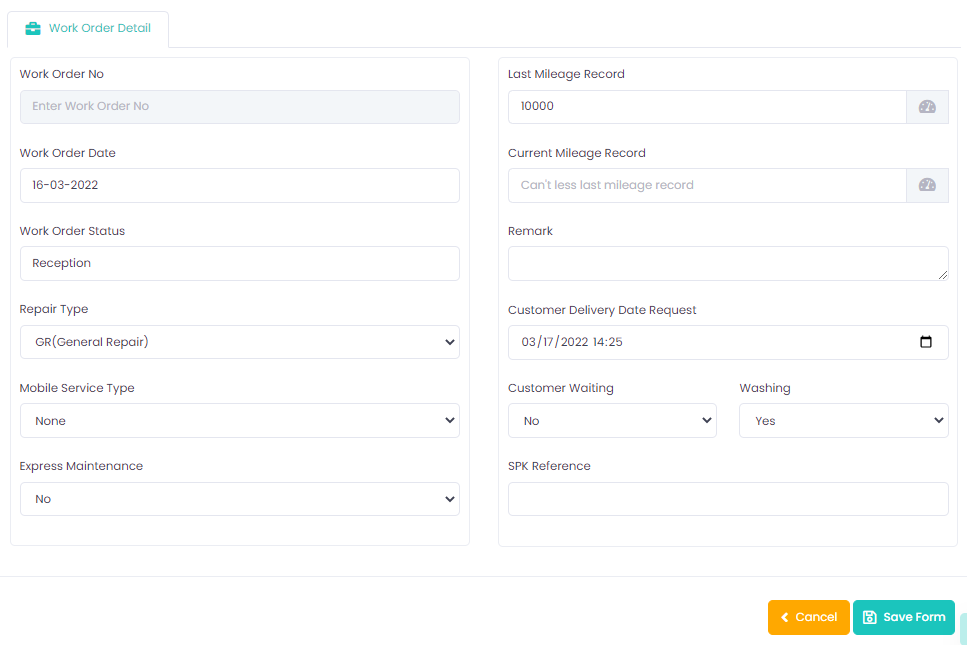 Work Order Detail
Work Order No
Enter Work Order No
Work Order Date
16-03-2022
Work Order Status
Reception
Repair Type
GR(General Repair)
Mobile Service Type
None
Express Maintenance
No
Last Mileage Record
10000
Current Mileage Record
Can't less last mileage record
Remark
Customer Delivery Date Request
03/17/2022 14:25
Customer Waiting
No
Washing
Yes
SPK Reference
Cancel
Save Form